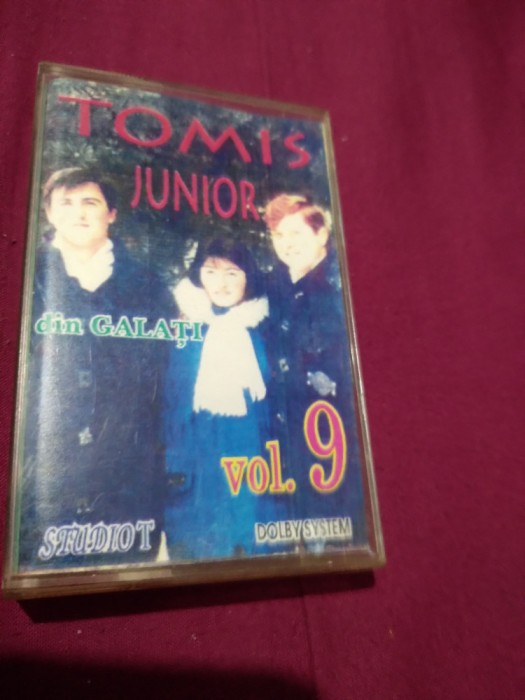 TOMIS
JUNIOR
din GALAȚI
vol. 9
STUDIO T
DOLBY SYSTEM